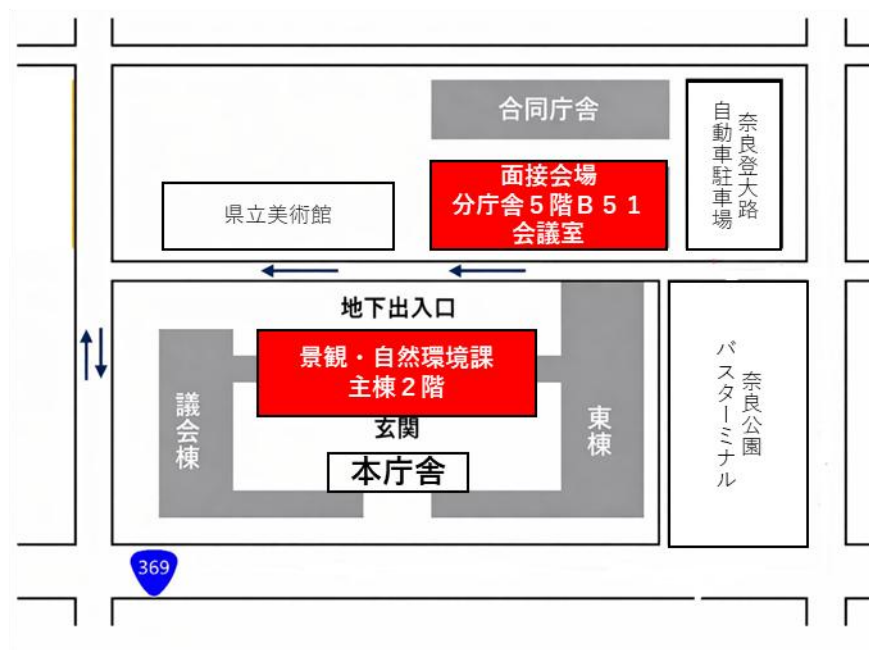 合同庁舎
奈良登大路
自動車駐車場
面接会場
分庁舎５階Ｂ５１
会議室
県立美術館
地下出入口
景観・自然環境課
主棟２階
議会棟
玄関
本庁舎
東棟
奈良公園
バスターミナル
369